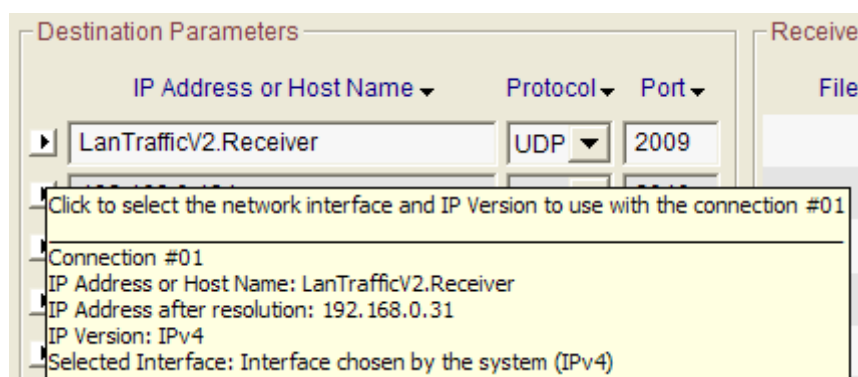 Destination Parameters
Receive
IP Address or Host Name Protocol Port
File
LanTrafficV2.Receiver UDP 2009
Click to select the network interface and IP Version to use with the connection #01
Connection #01
IP Address or Host Name: LanTrafficV2.Receiver
IP Address after resolution: 192.168.0.31
IP Version: IPv4
Selected Interface: Interface chosen by the system (IPv4)